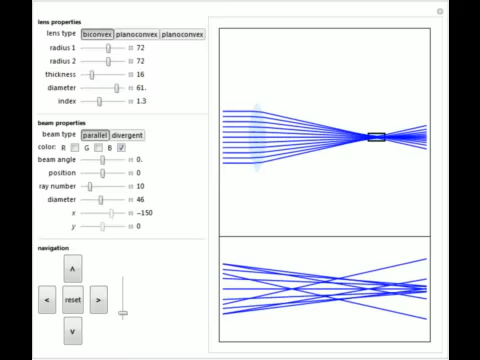 lens properties
lens type biconvex planoconvex planoconvex
radius 1 72
radius 2 72
thickness 16
diameter 61.
index 1.3
beam properties
beam type parallel divergent
color: R G B
beam angle 0.
position 0
ray number 10
diameter 46
x −150
y 0
navigation
< reset >